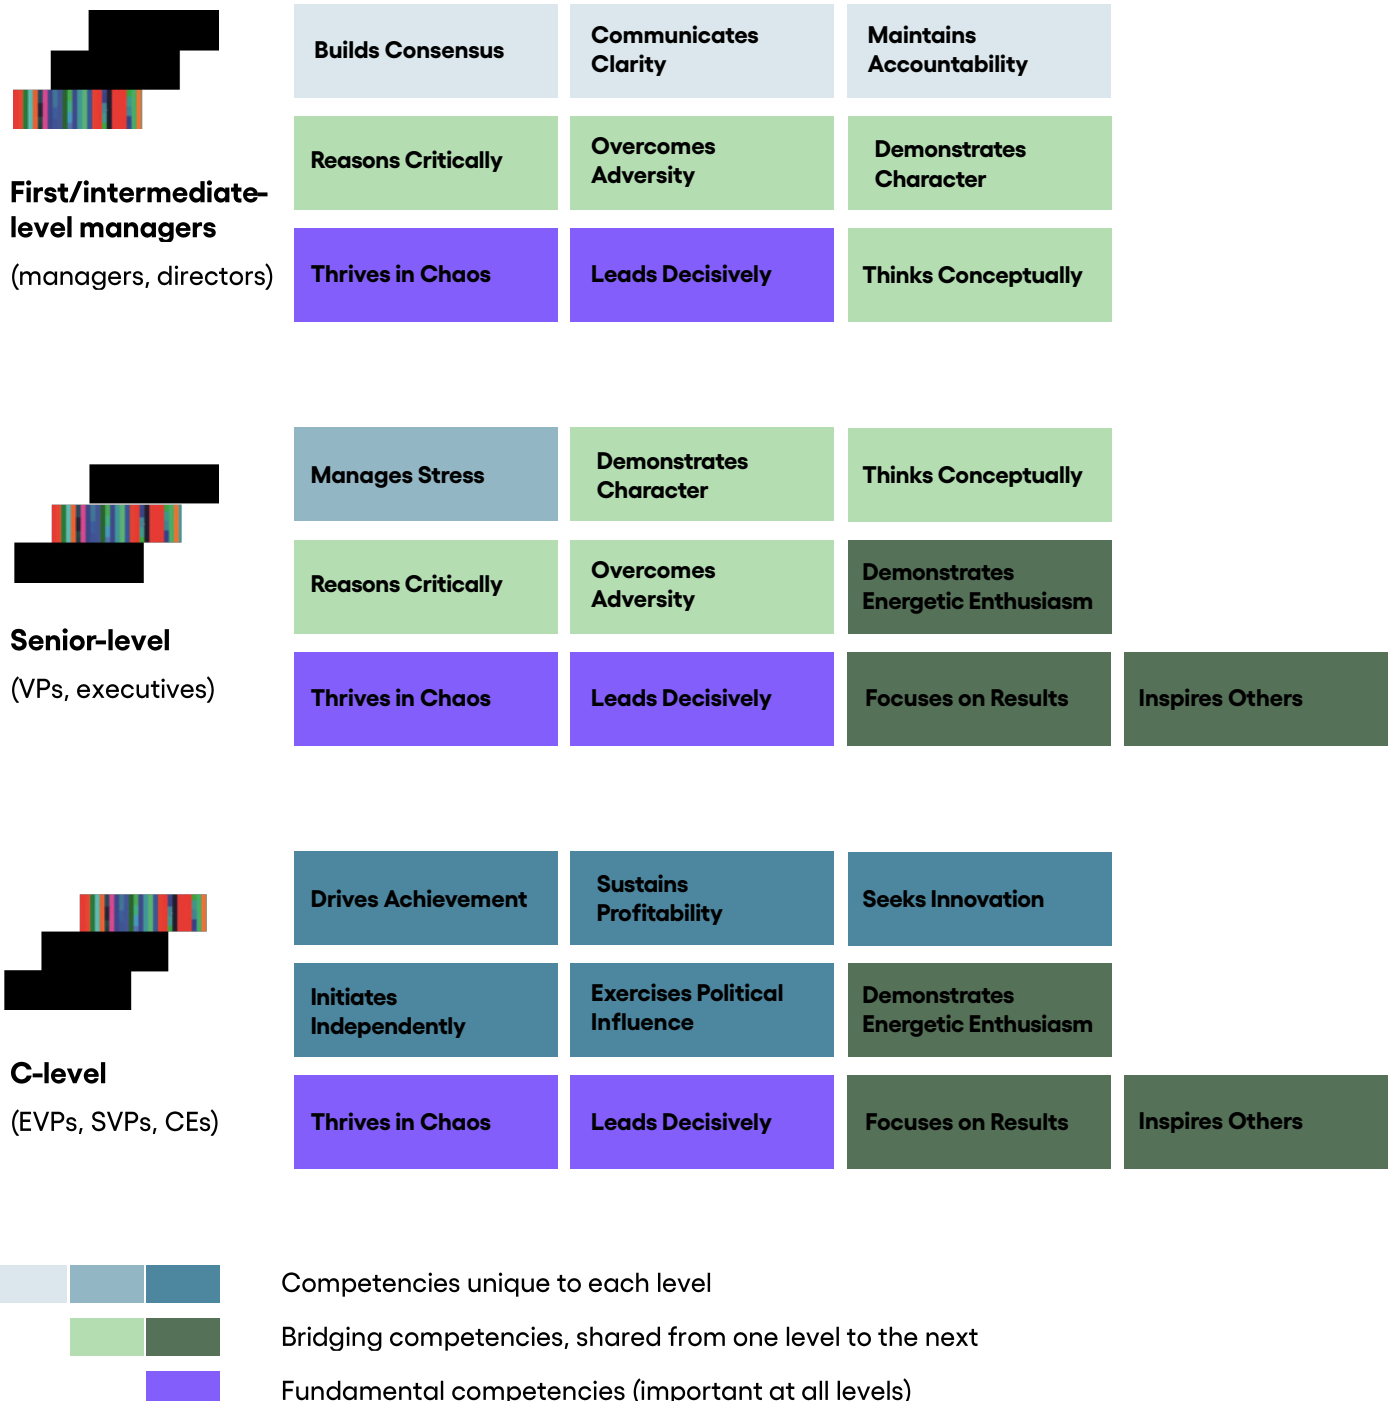 Builds Consensus
Communicates
Clarity
Maintains
Accountability
Reasons Critically
Overcomes
Adversity
Demonstrates
Character
First/intermediate-
level managers
(managers, directors)
Thrives in Chaos
Leads Decisively
Thinks Conceptually
Manages Stress
Demonstrates
Character
Thinks Conceptually
Reasons Critically
Overcomes
Adversity
Demonstrates
Energetic Enthusiasm
Senior-level
(VPs, executives)
Thrives in Chaos
Leads Decisively
Focuses on Results
Inspires Others
Drives Achievement
Sustains
Profitability
Seeks Innovation
Initiates
Independently
Exercises Political
Influence
Demonstrates
Energetic Enthusiasm
C-level
(EVPs, SVPs, CEs)
Thrives in Chaos
Leads Decisively
Focuses on Results
Inspires Others
Competencies unique to each level
Bridging competencies, shared from one level to the next
Fundamental competencies (important at all levels)